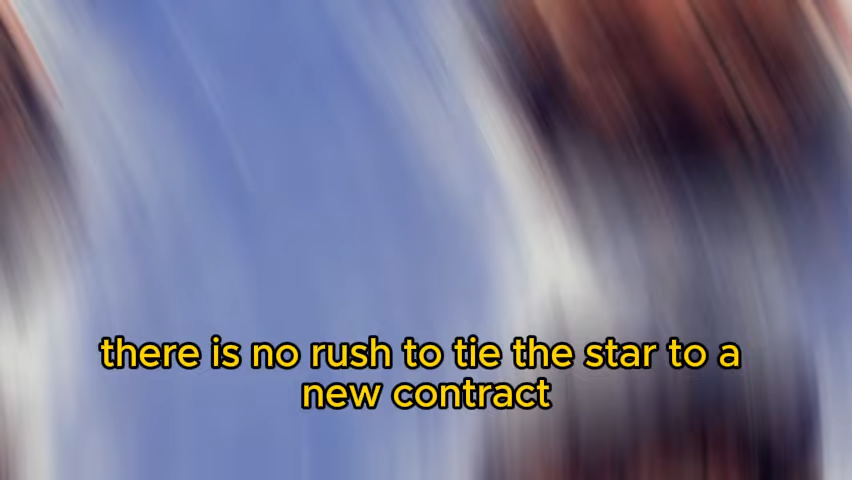 there is no rush to tie the star to a
new contract